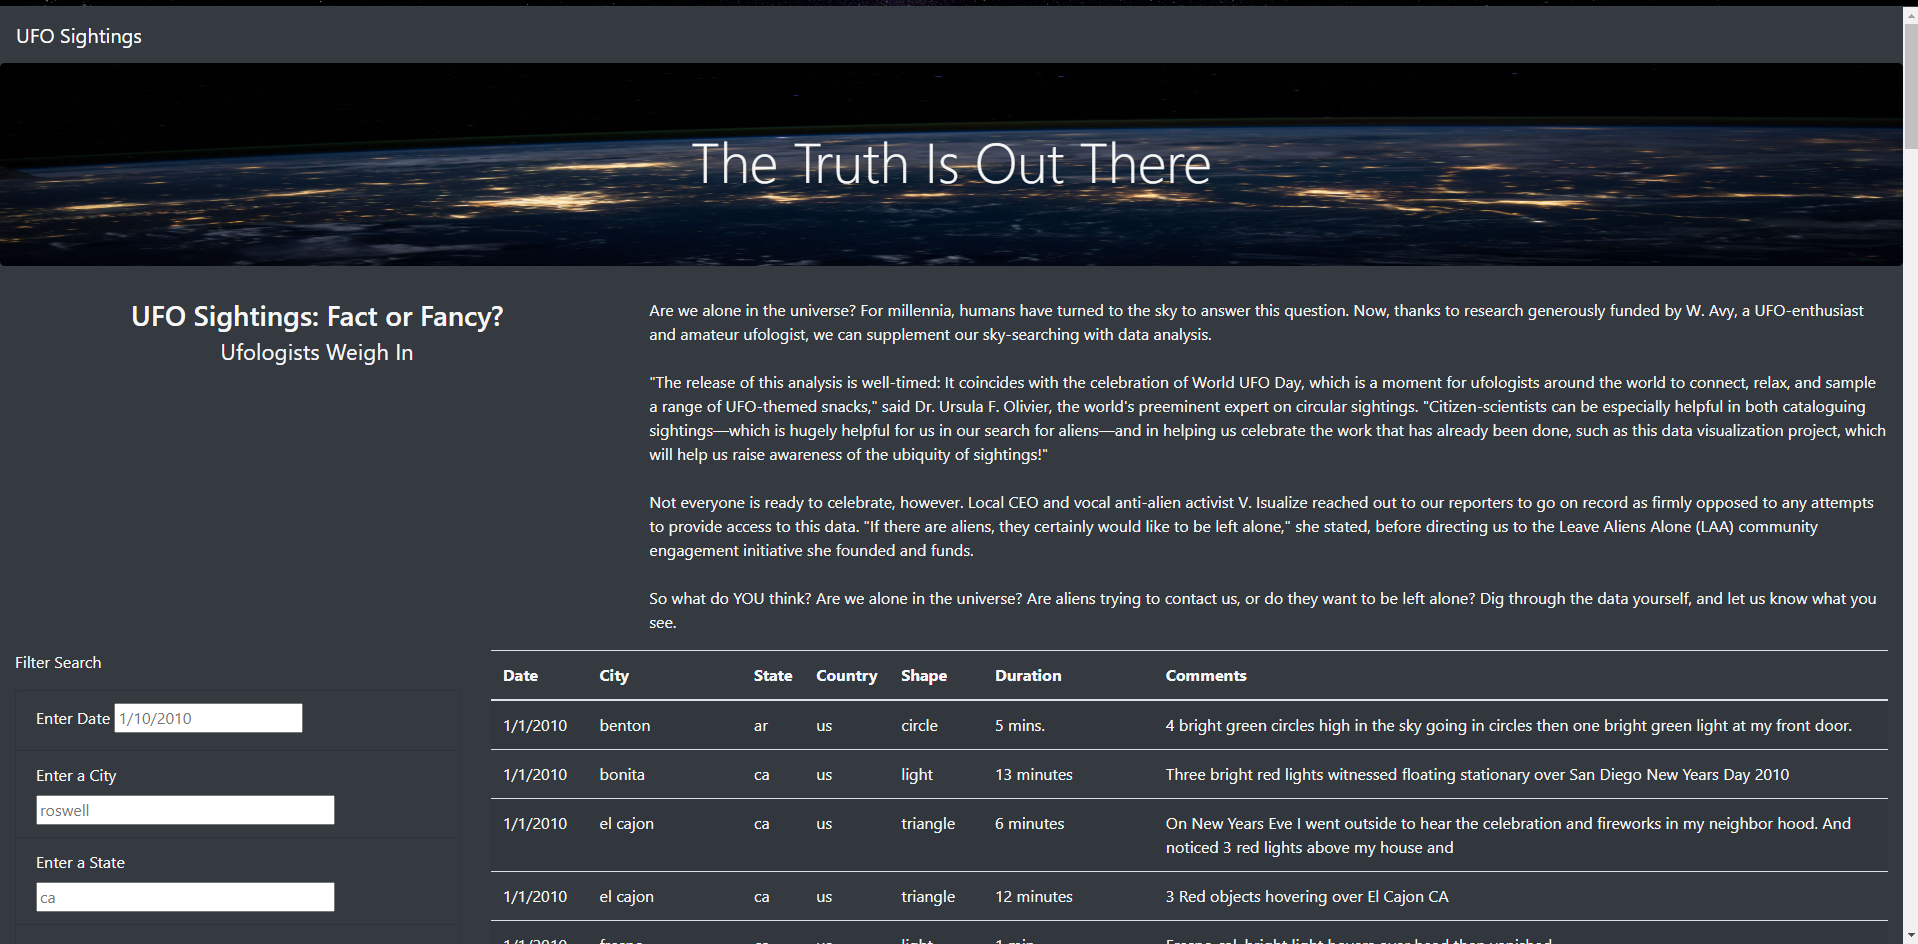 UFO Sightings
The Truth Is Out There
UFO Sightings: Fact or Fancy?
Ufologists Weigh In
Are we alone in the universe? For millennia, humans have turned to the sky to answer this question. Now, thanks to research generously funded by W. Avy, a UFO-enthusiast
and amateur ufologist, we can supplement our sky-searching with data analysis.
"The release of this analysis is well-timed: It coincides with the celebration of World UFO Day, which is a moment for ufologists around the world to connect, relax, and sample
a range of UFO-themed snacks," said Dr. Ursula F. Olivier, the world's preeminent expert on circular sightings. "Citizen-scientists can be especially helpful in both cataloguing
sightings—which is hugely helpful for us in our search for aliens—and in helping us celebrate the work that has already been done, such as this data visualization project, which
will help us raise awareness of the ubiquity of sightings!"
Not everyone is ready to celebrate, however. Local CEO and vocal anti-alien activist V. Isualize reached out to our reporters to go on record as firmly opposed to any attempts
to provide access to this data. "If there are aliens, they certainly would like to be left alone," she stated, before directing us to the Leave Aliens Alone (LAA) community
engagement initiative she founded and funds.
So what do YOU think? Are we alone in the universe? Are aliens trying to contact us, or do they want to be left alone? Dig through the data yourself, and let us know what you
see.
Filter Search
Enter Date 1/10/2010
Enter a City
roswell
Enter a State
ca
Date City State Country Shape Duration Comments
1/1/2010 benton ar us circle 5 mins. 4 bright green circles high in the sky going in circles then one bright green light at my front door.
1/1/2010 bonita ca us light 13 minutes Three bright red lights witnessed floating stationary over San Diego New Years Day 2010
1/1/2010 el cajon ca us triangle 6 minutes On New Years Eve I went outside to hear the celebration and fireworks in my neighbor hood. And
noticed 3 red lights above my house and
1/1/2010 el cajon ca us triangle 12 minutes 3 Red objects hovering over El Cajon CA